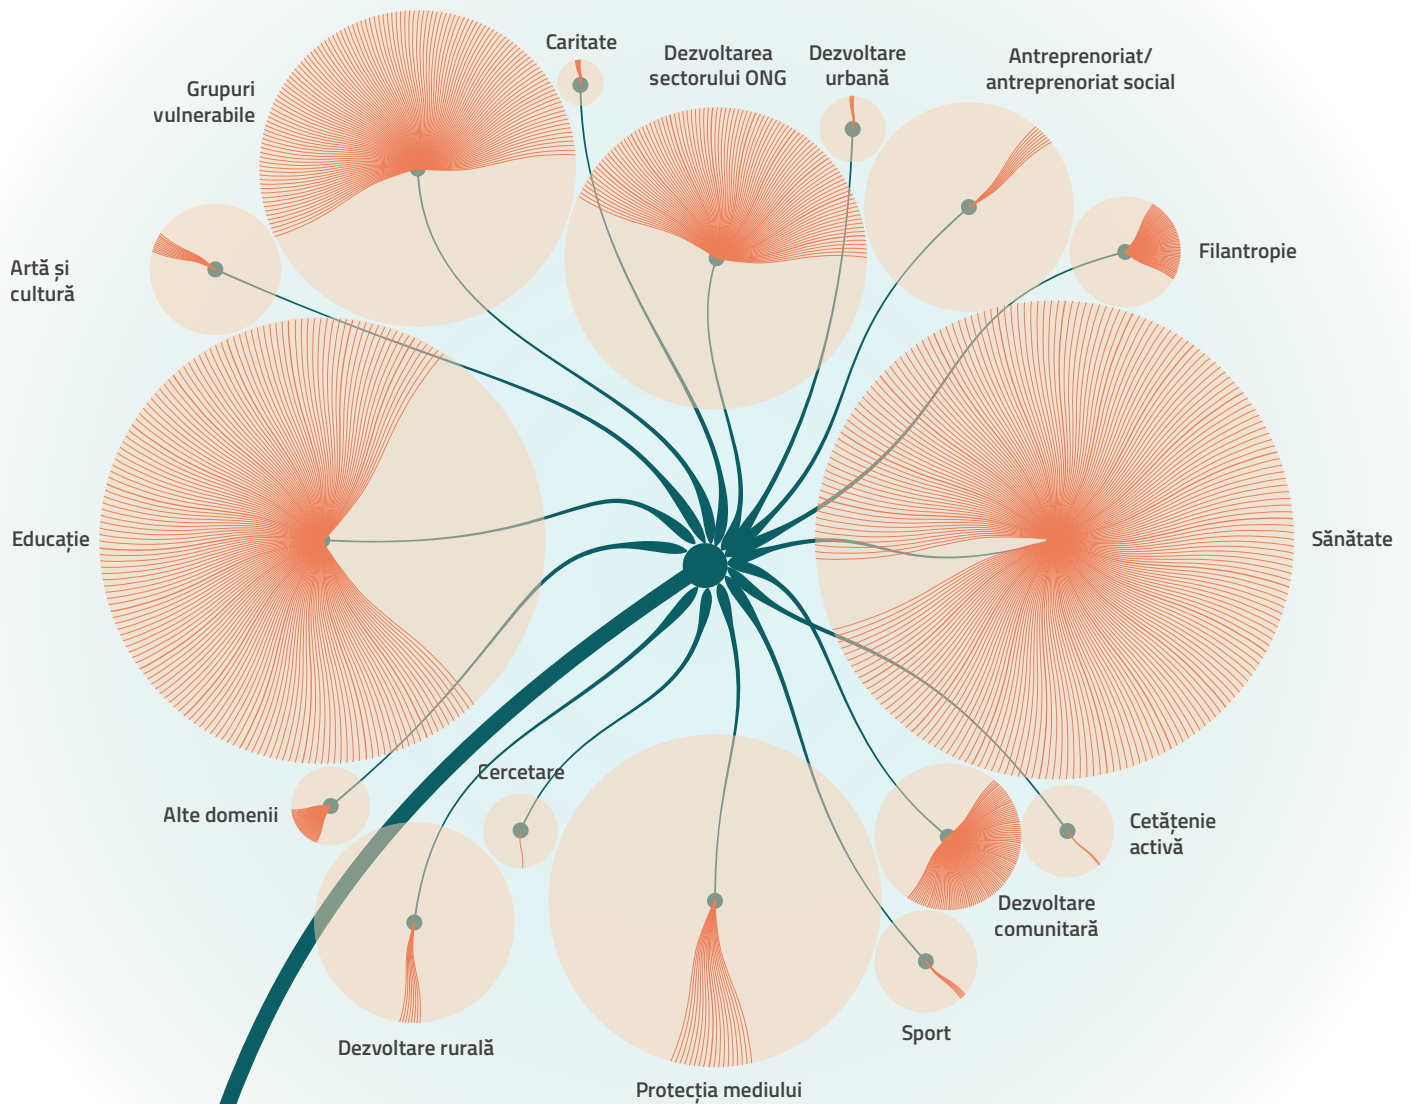 Caritate
Dezvoltarea
sectorului ONG
Dezvoltare
urbană
Antreprenoriat/
antreprenoriat social
Grupuri
vulnerabile
Artă și
cultură
Filantropie
Educație
Sănătate
Cercetare
Alte domenii
Cetățenie
activă
Dezvoltare
comunitară
Sport
Dezvoltare rurală
Protecția mediului